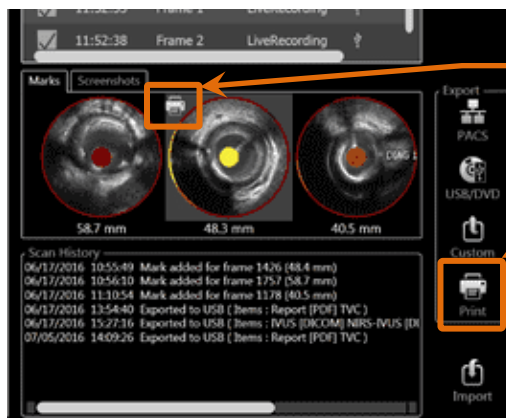 11:52:38 Frame 2 LiveRecording
Marks Screenshots
DIAG 1
58.7 mm 48.3 mm 40.5 mm
Scan History
06/17/2016 10:55:49 Mark added for frame 1426 (48.4 mm)
06/17/2016 10:56:10 Mark added for frame 1757 (58.7 mm)
06/17/2016 11:10:54 Mark added for frame 1178 (40.5 mm)
06/17/2016 13:54:40 Exported to USB ( Items : Report [PDF] TVC )
06/17/2016 15:27:16 Exported to USB ( Items : IVUS [DICOM] NIRS-IVUS [DI
07/05/2016 14:09:26 Exported to USB ( Items : Report [PDF] TVC )
Export
PACS
USB/DVD
Custom
Print
Import